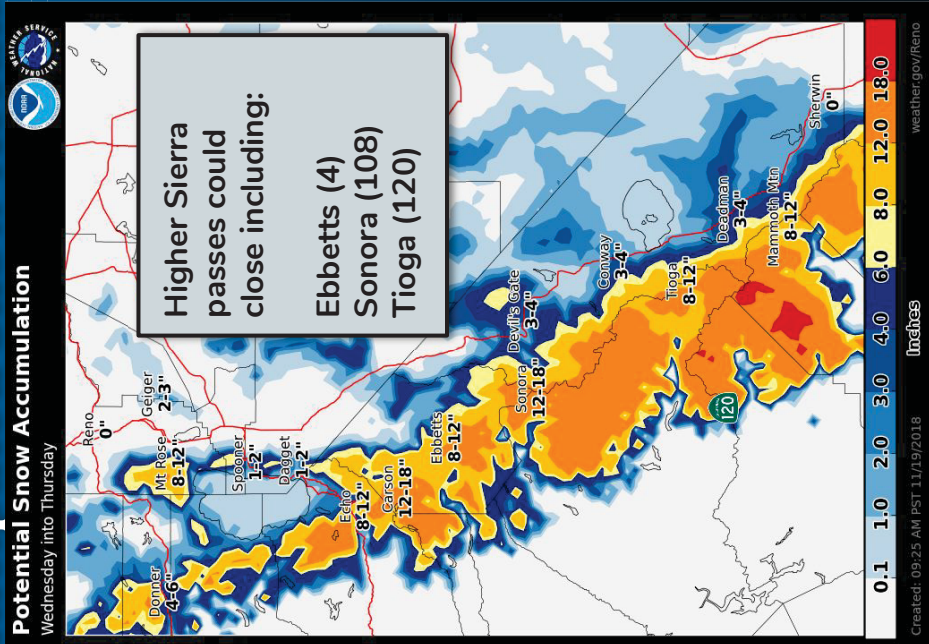 Potential Snow Accumulation
Wednesday into Thursday
NATIONAL WEATHER SERVICE
NOAA
Higher Sierra
passes could
close including:
Ebbetts (4)
Sonora (108)
Tioga (120)
Reno
0"
Donner
4-6"
Mt Rose
8-12"
Geiger
2-3"
Spooner
1-2"
Dagget
1-2"
Echo
8-12"
Carson
12-18"
Ebbetts
8-12"
Sonora
12-18"
Devil's Gate
3-4"
Conway
3-4"
Tioga
8-12"
120
Deadman
3-4"
Mammoth Mtn
8-12"
Sherwin
0"
0.1 1.0 2.0 3.0 4.0 6.0 8.0 12.0 18.0
Inches
Created: 09:25 AM PST 11/19/2018
weather.gov/Reno